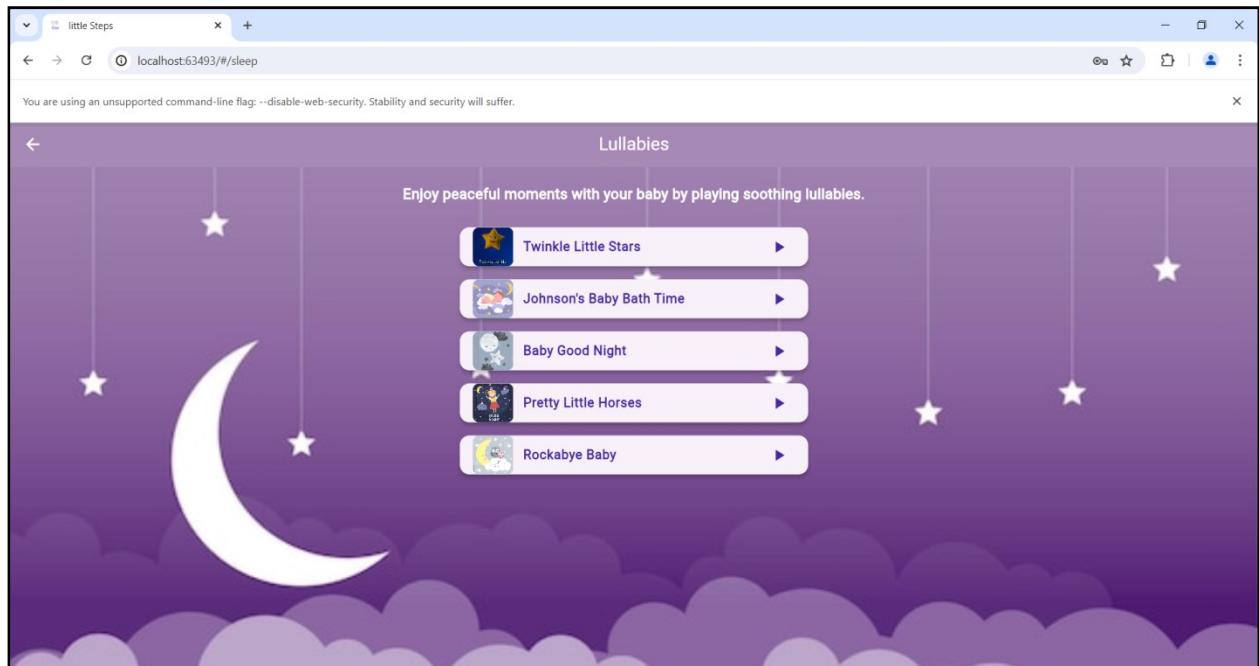 little Steps
localhost:63493/#/sleep
You are using an unsupported command-line flag: --disable-web-security. Stability and security will suffer.
Lullabies
Enjoy peaceful moments with your baby by playing soothing lullabies.
Twinkle Little Stars
Johnson's Baby Bath Time
Baby Good Night
Pretty Little Horses
Rockabye Baby